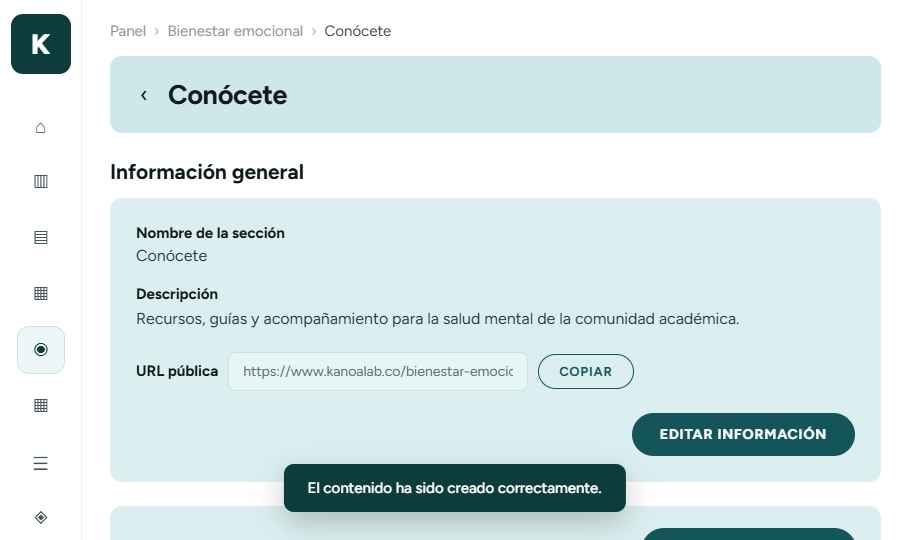 K
Panel › Bienestar emocional › Conócete
‹ Conócete
Información general
Nombre de la sección
Conócete
Descripción
Recursos, guías y acompañamiento para la salud mental de la comunidad académica.
URL pública https://www.kanoalab.co/bienestar-emoc COPIAR
EDITAR INFORMACIÓN
El contenido ha sido creado correctamente.